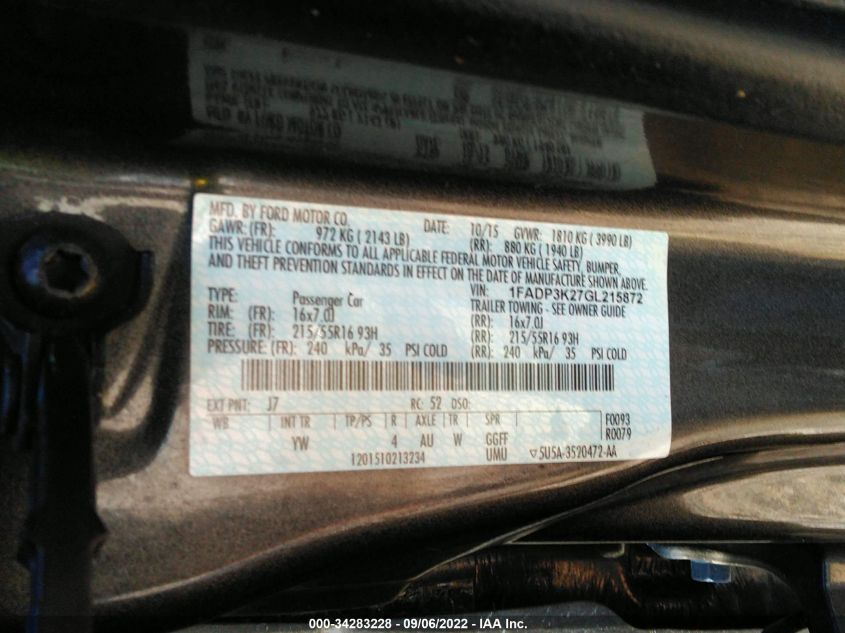 MFD. BY FORD MOTOR CO.
DATE: 10/15 GVWR: 1810 KG ( 3990 LB)
GAWR: (FR): 972 KG ( 2143 LB) (RR): 880 KG ( 1940 LB)
THIS VEHICLE CONFORMS TO ALL APPLICABLE FEDERAL MOTOR VEHICLE SAFETY, BUMPER,
AND THEFT PREVENTION STANDARDS IN EFFECT ON THE DATE OF MANUFACTURE SHOWN ABOVE.
VIN: 1FADP3K27GL215872
TYPE: Passenger Car TRAILER TOWING - SEE OWNER GUIDE
RIM: (FR): 16x7.0J (RR): 16x7.0J
TIRE: (FR): 215/55R16 93H (RR): 215/55R16 93H
PRESSURE: (FR): 240 kPa/ 35 PSI COLD (RR): 240 kPa/ 35 PSI COLD
EXT PNT: J7 RC: 52 DSO:
WB INT TR TP/PS R AXLE TR SPR F0093
YW 4 AU W GGFF R0079
1201510213234 UMU ▽5U5A-3520472-AA
000-34283228 - 09/06/2022 - IAA Inc.